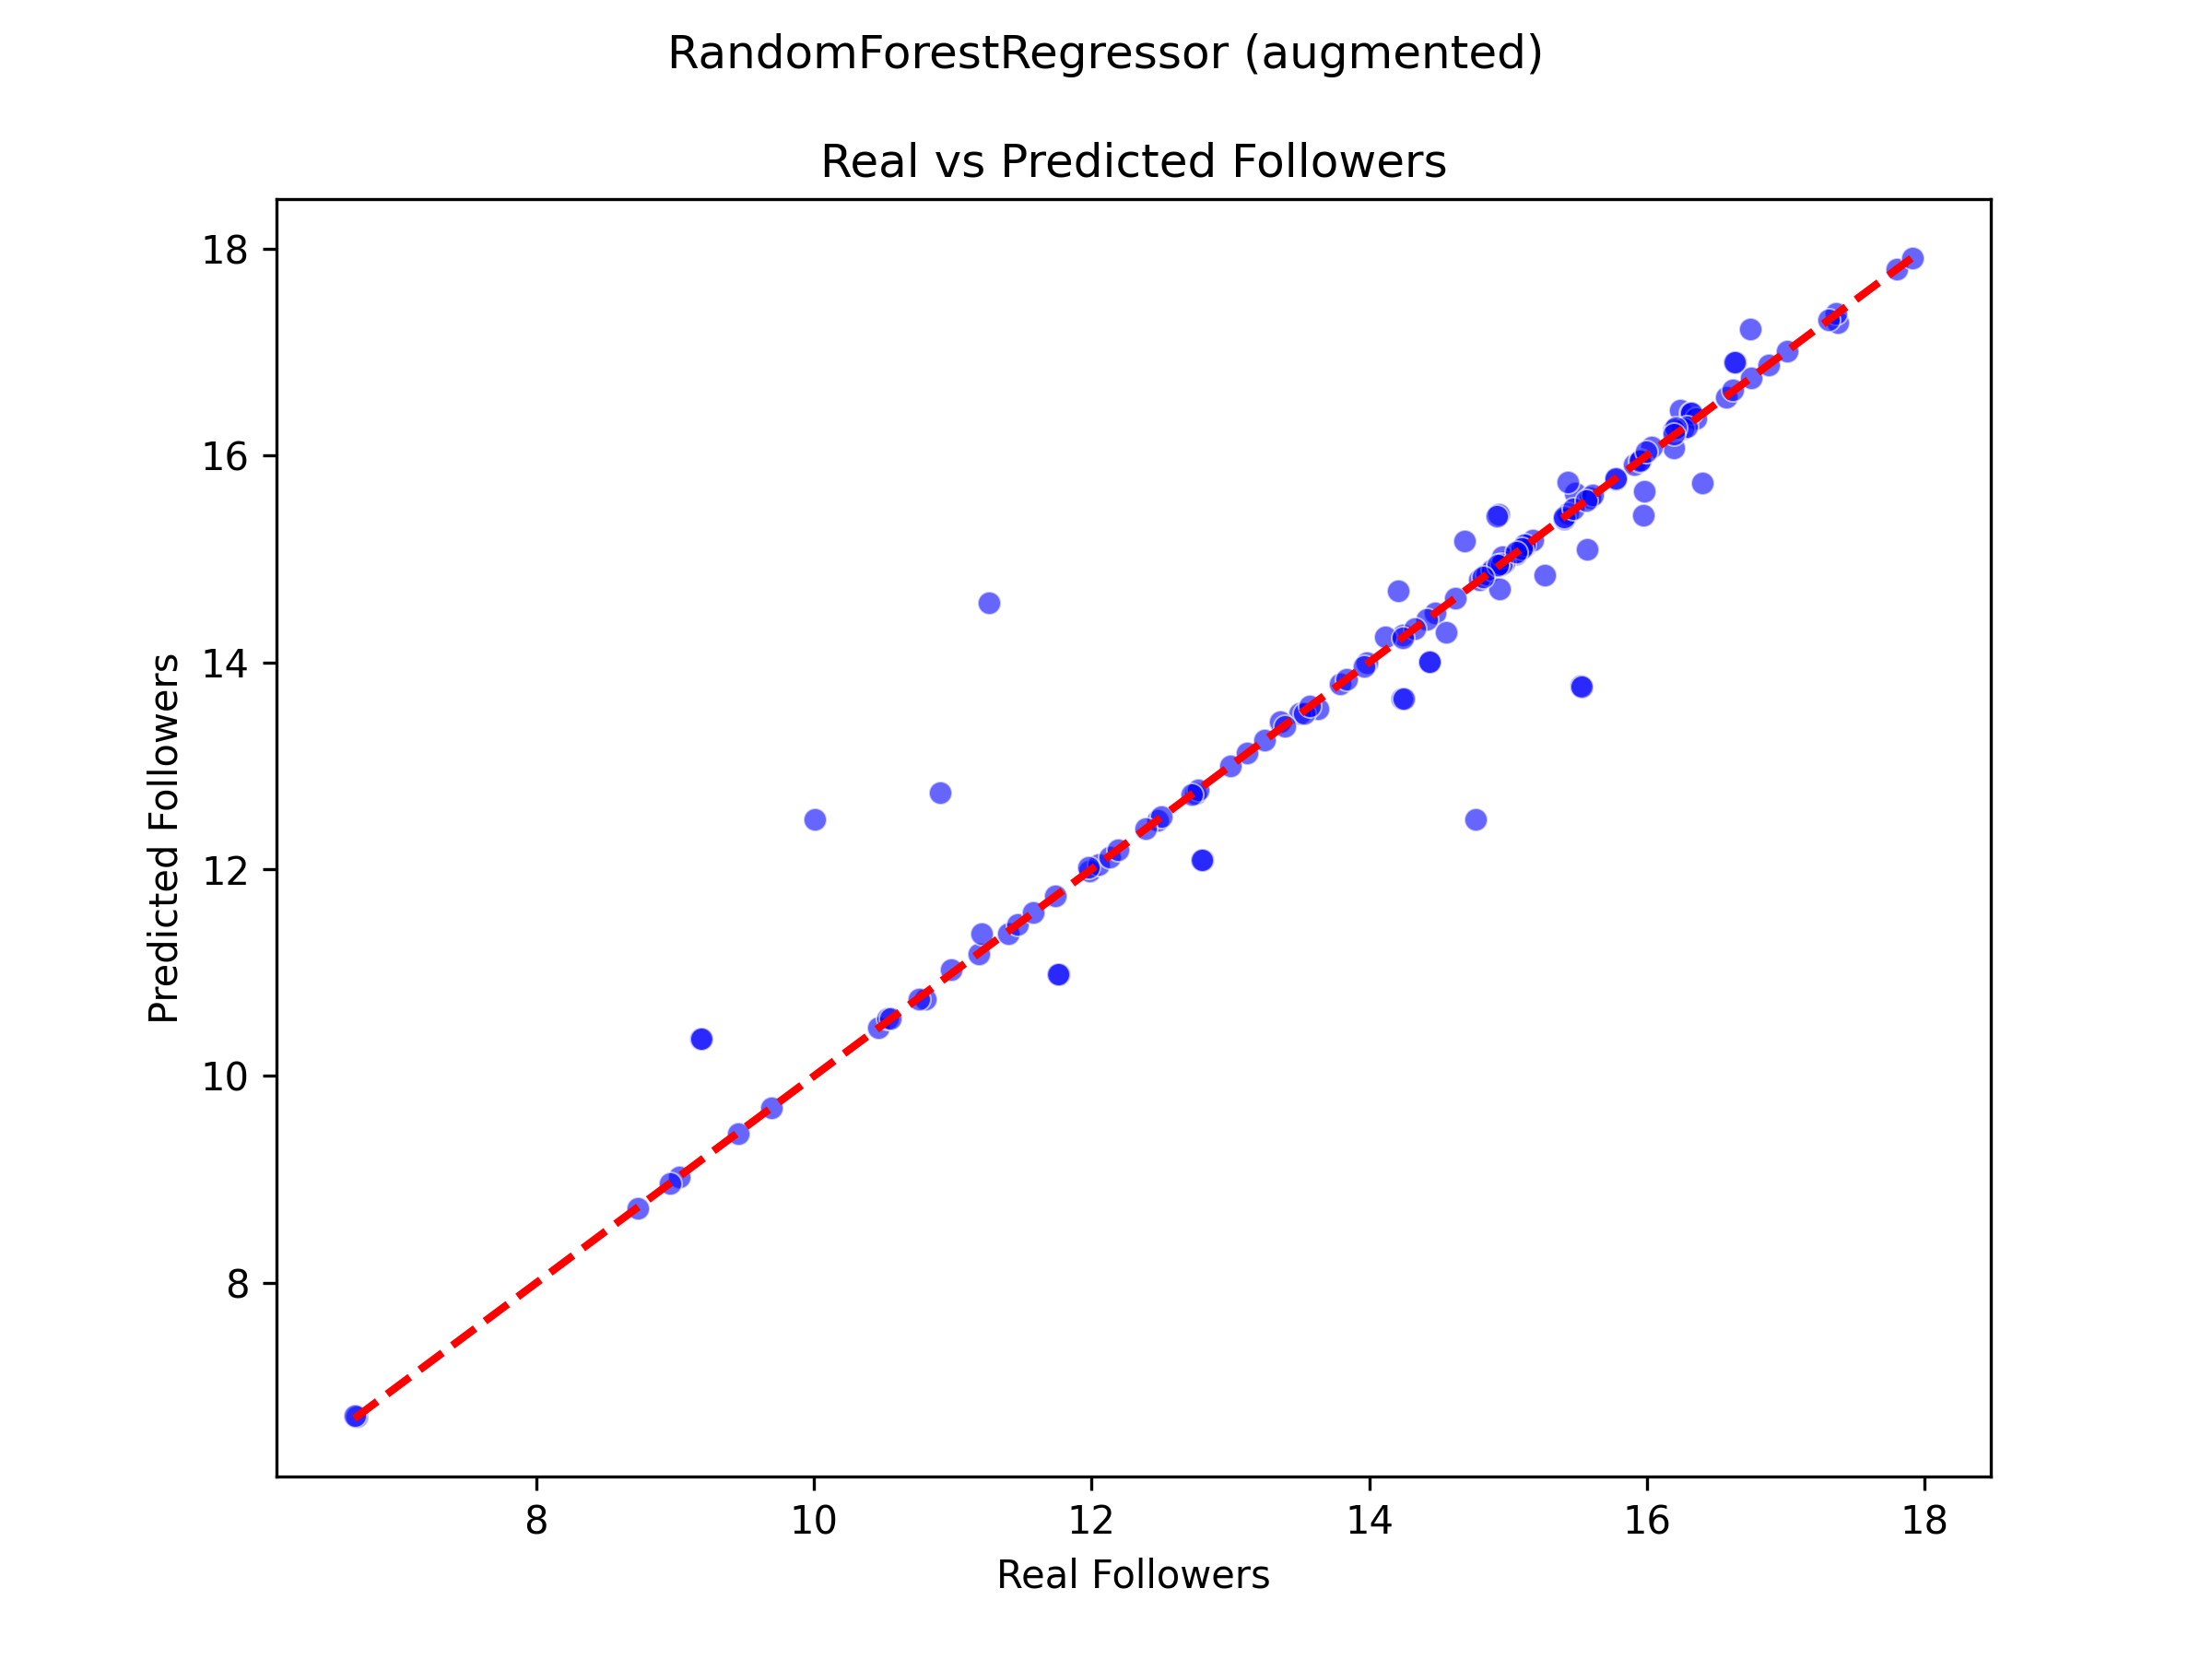 RandomForestRegressor (augmented)
Real vs Predicted Followers
18
16
14
12
10
8
Predicted Followers
8 10 12 14 16 18
Real Followers